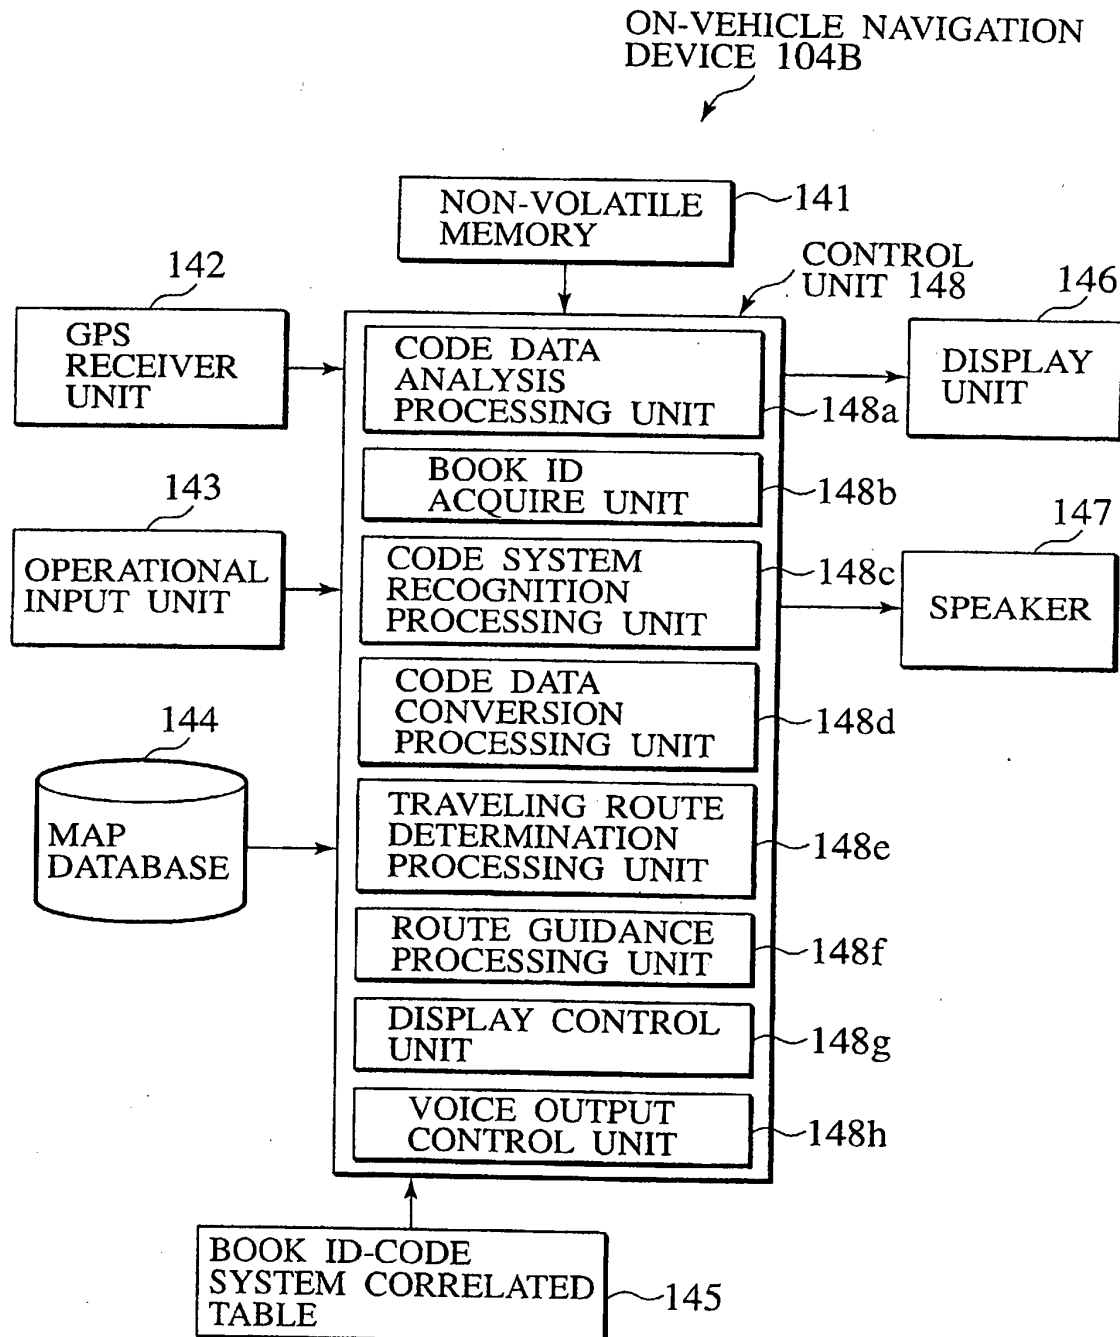 ON-VEHICLE NAVIGATION
DEVICE 104B
NON-VOLATILE
MEMORY
141
CONTROL
UNIT 148
142
GPS
RECEIVER
UNIT
146
DISPLAY
UNIT
CODE DATA
ANALYSIS
PROCESSING UNIT
148a
BOOK ID
ACQUIRE UNIT
148b
143
OPERATIONAL
INPUT UNIT
CODE SYSTEM
RECOGNITION
PROCESSING UNIT
148c
147
SPEAKER
CODE DATA
CONVERSION
PROCESSING UNIT
148d
144
MAP
DATABASE
TRAVELING ROUTE
DETERMINATION
PROCESSING UNIT
148e
ROUTE GUIDANCE
PROCESSING UNIT
148f
DISPLAY CONTROL
UNIT
148g
VOICE OUTPUT
CONTROL UNIT
148h
BOOK ID-CODE
SYSTEM CORRELATED
TABLE
145